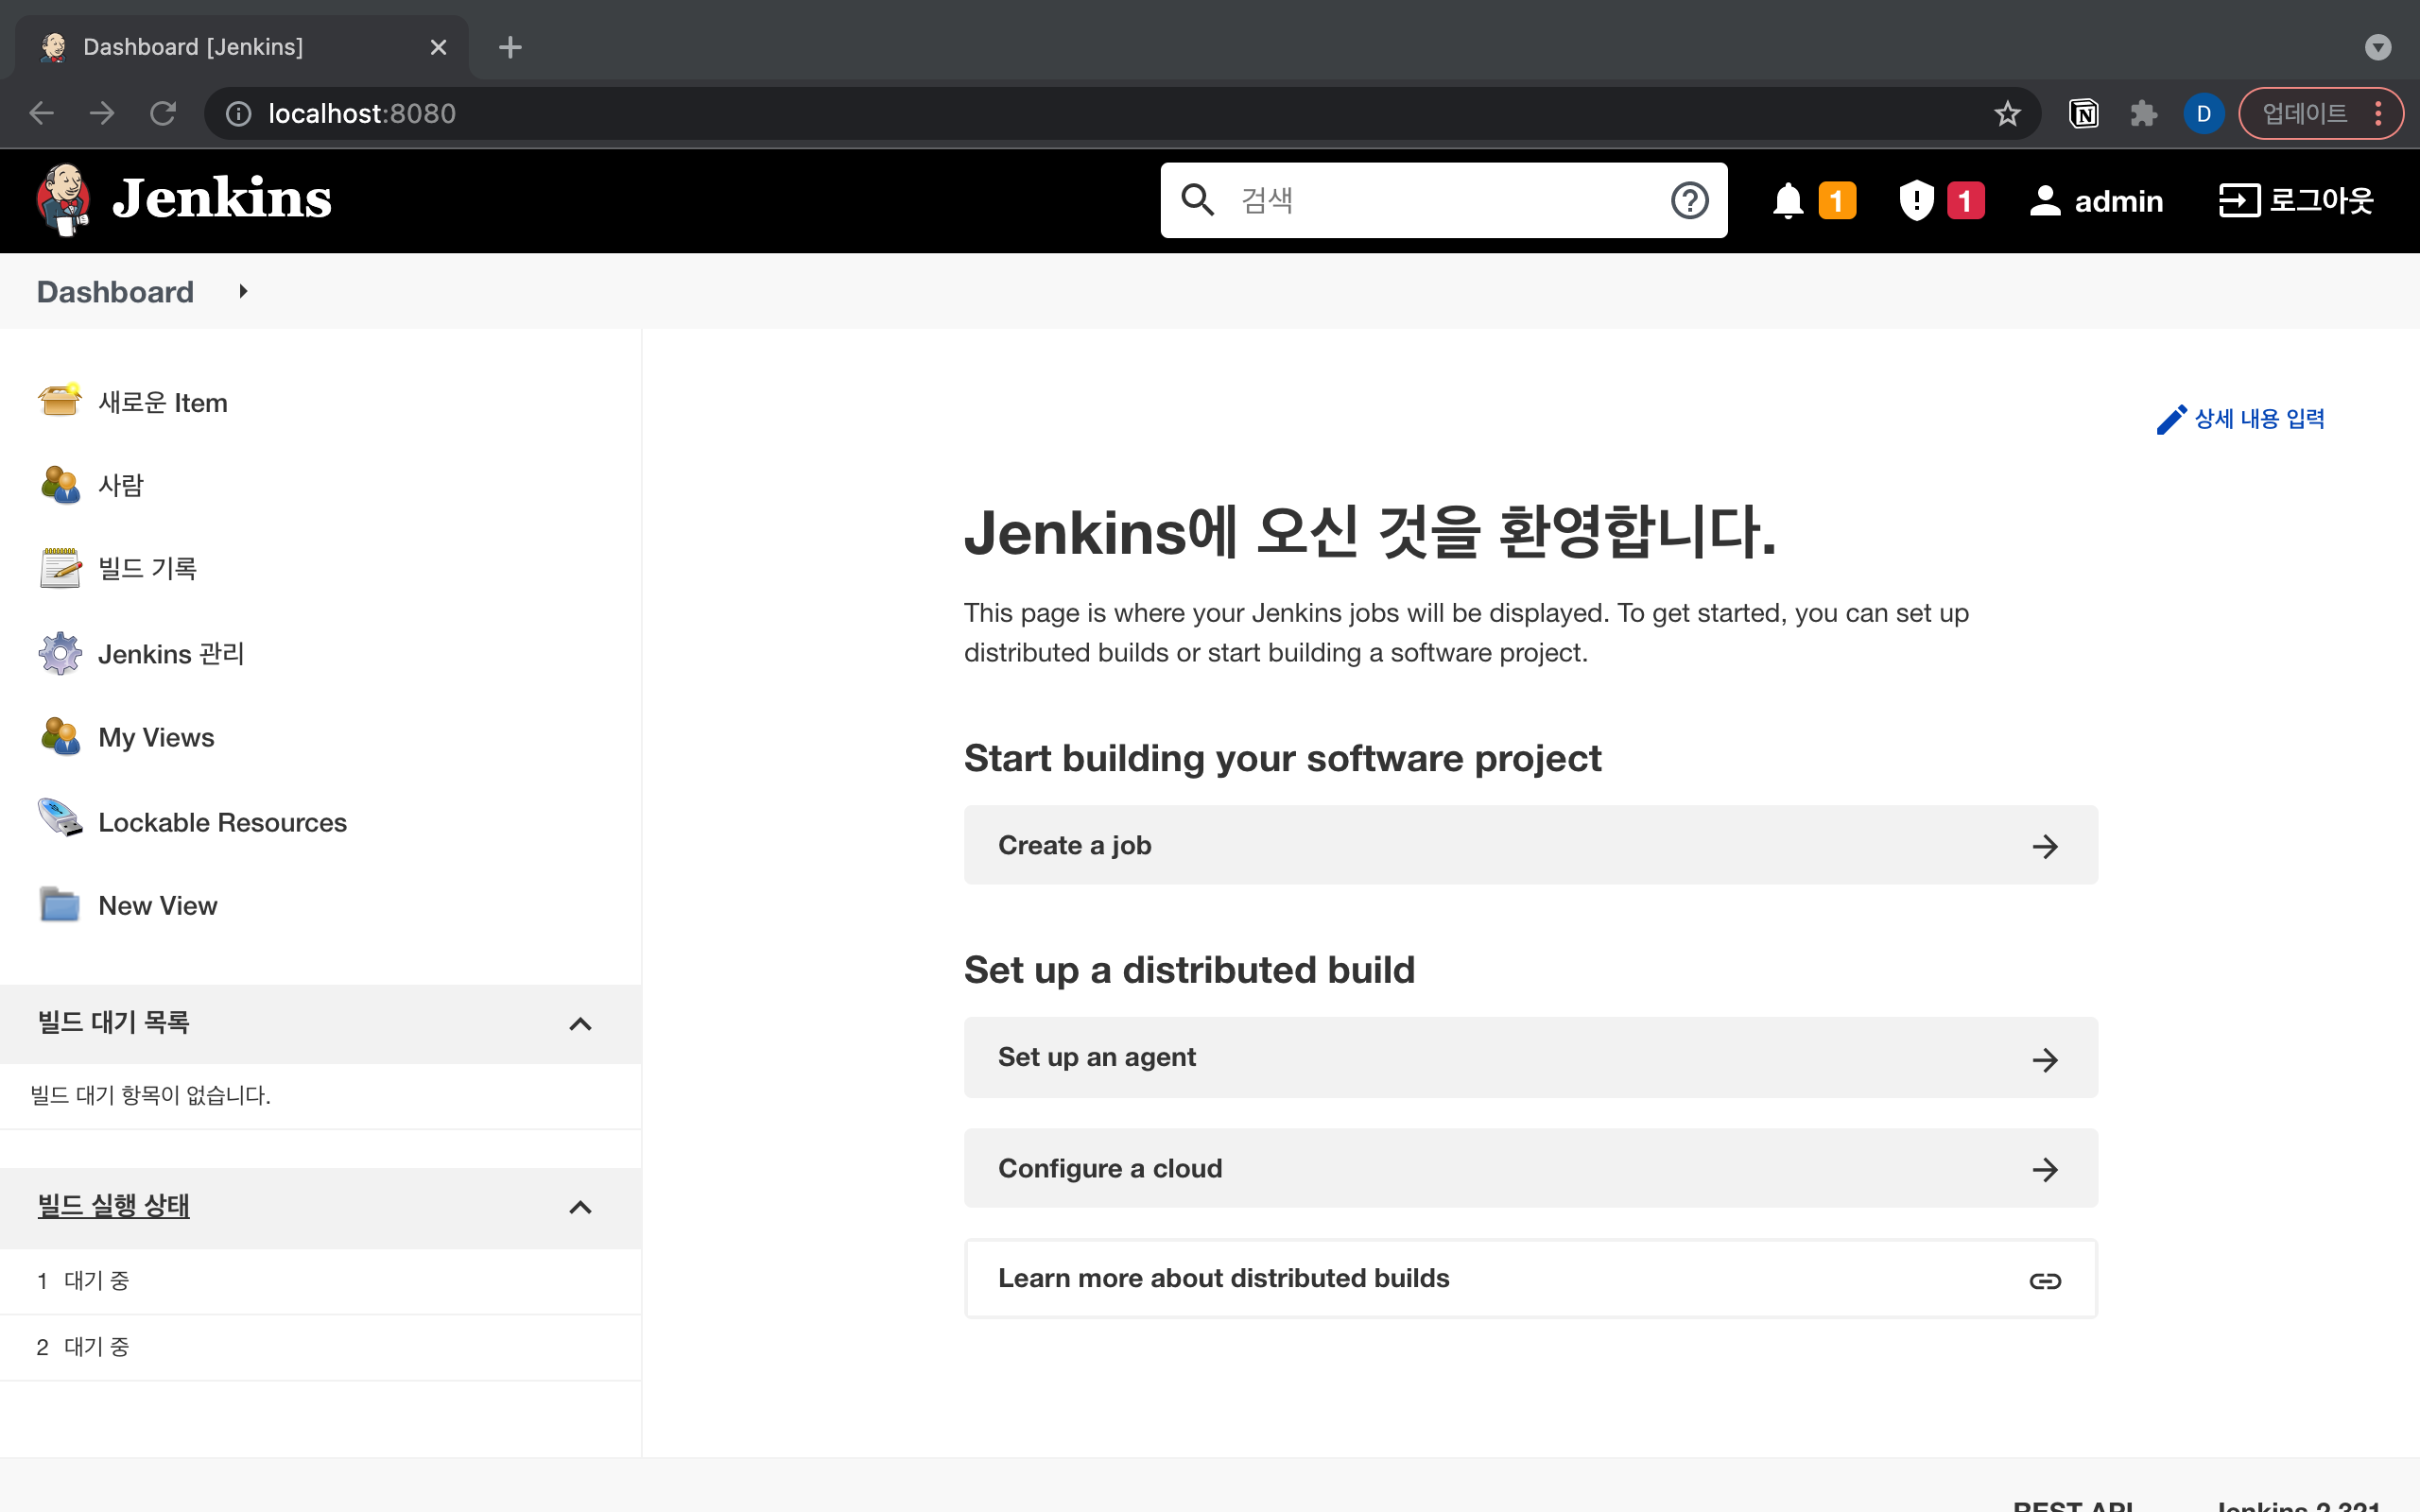 Dashboard [Jenkins]
localhost:8080
D
업데이트
Jenkins
검색
1
1
admin
로그아웃
Dashboard
새로운 Item
사람
빌드 기록
Jenkins 관리
My Views
Lockable Resources
New View
빌드 대기 목록
빌드 대기 항목이 없습니다.
빌드 실행 상태
1 대기 중
2 대기 중
상세 내용 입력
Jenkins에 오신 것을 환영합니다.
This page is where your Jenkins jobs will be displayed. To get started, you can set up
distributed builds or start building a software project.
Start building your software project
Create a job
Set up a distributed build
Set up an agent
Configure a cloud
Learn more about distributed builds
REST API
Jenkins 2.321